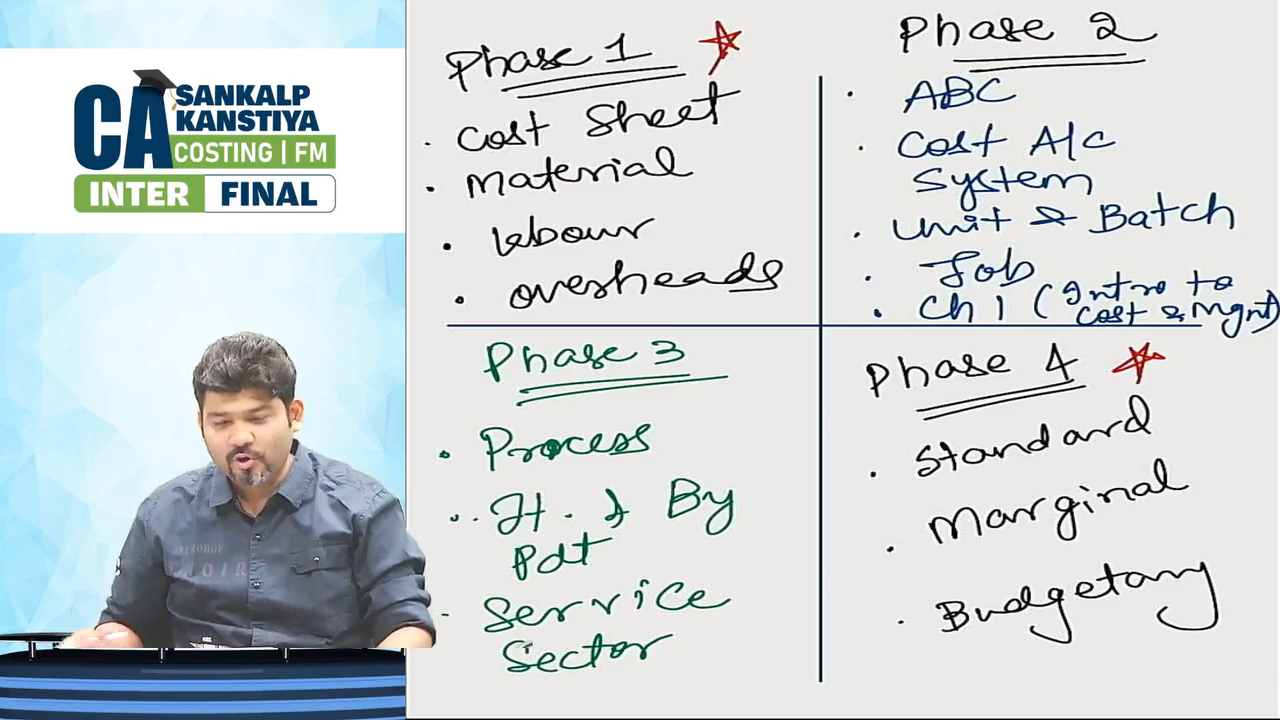 CA
SANKALP
KANSTIYA
COSTING | FM
INTER FINAL
Phase 1
· Cost Sheet
· Material
· Labour
· overheads
Phase 2
· ABC
· Cost A/c
System
· Unit & Batch
· Job
· Ch 1 (Intro to
Cost & Mgnt)
Phase 3
· Process
· Jt. & By
Pdt
· Service
Sector
Phase 4
· Standard
· Marginal
· Budgetary